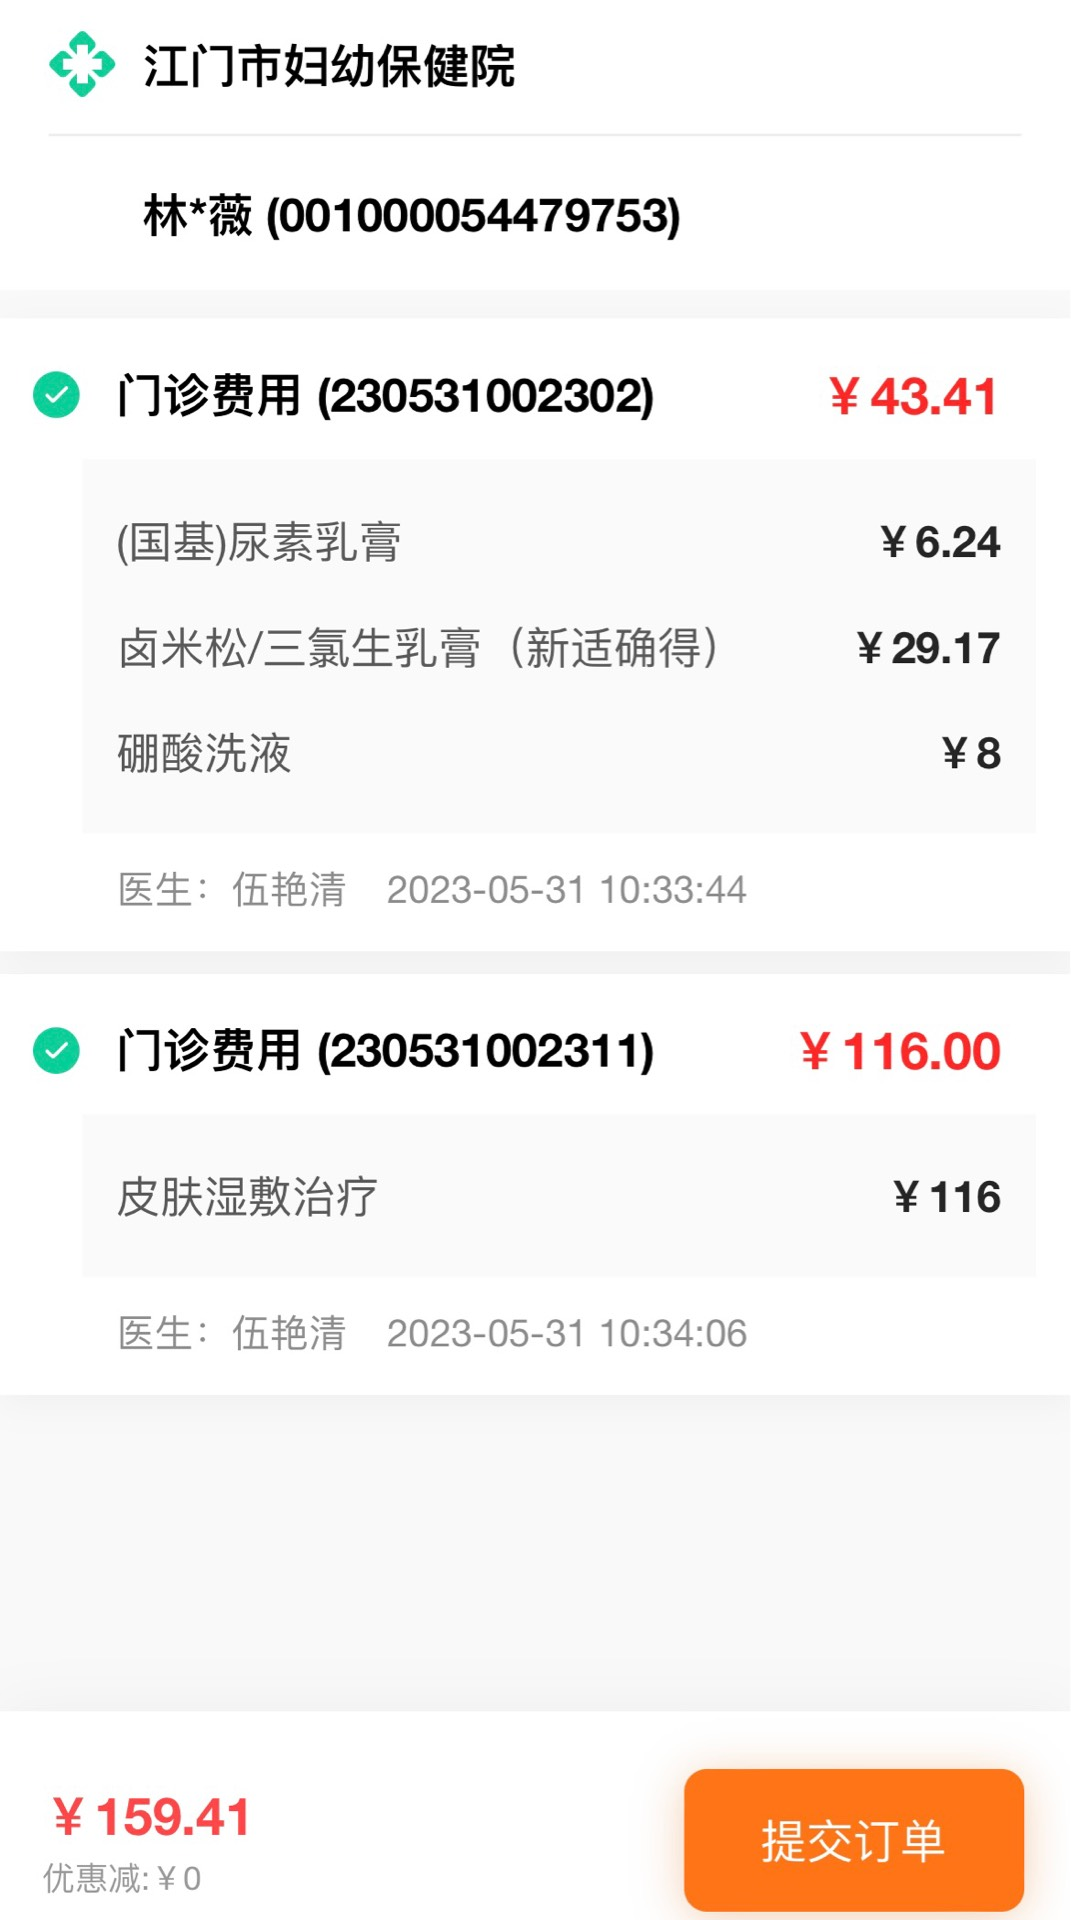 江门市妇幼保健院
林*薇 (001000054479753)
门诊费用 (230531002302) ¥ 43.41
(国基)尿素乳膏 ¥ 6.24
卤米松/三氯生乳膏（新适确得） ¥ 29.17
硼酸洗液 ¥ 8
医生：伍艳清 2023-05-31 10:33:44
门诊费用 (230531002311) ¥ 116.00
皮肤湿敷治疗 ¥ 116
医生：伍艳清 2023-05-31 10:34:06
¥ 159.41
优惠减: ¥ 0
提交订单